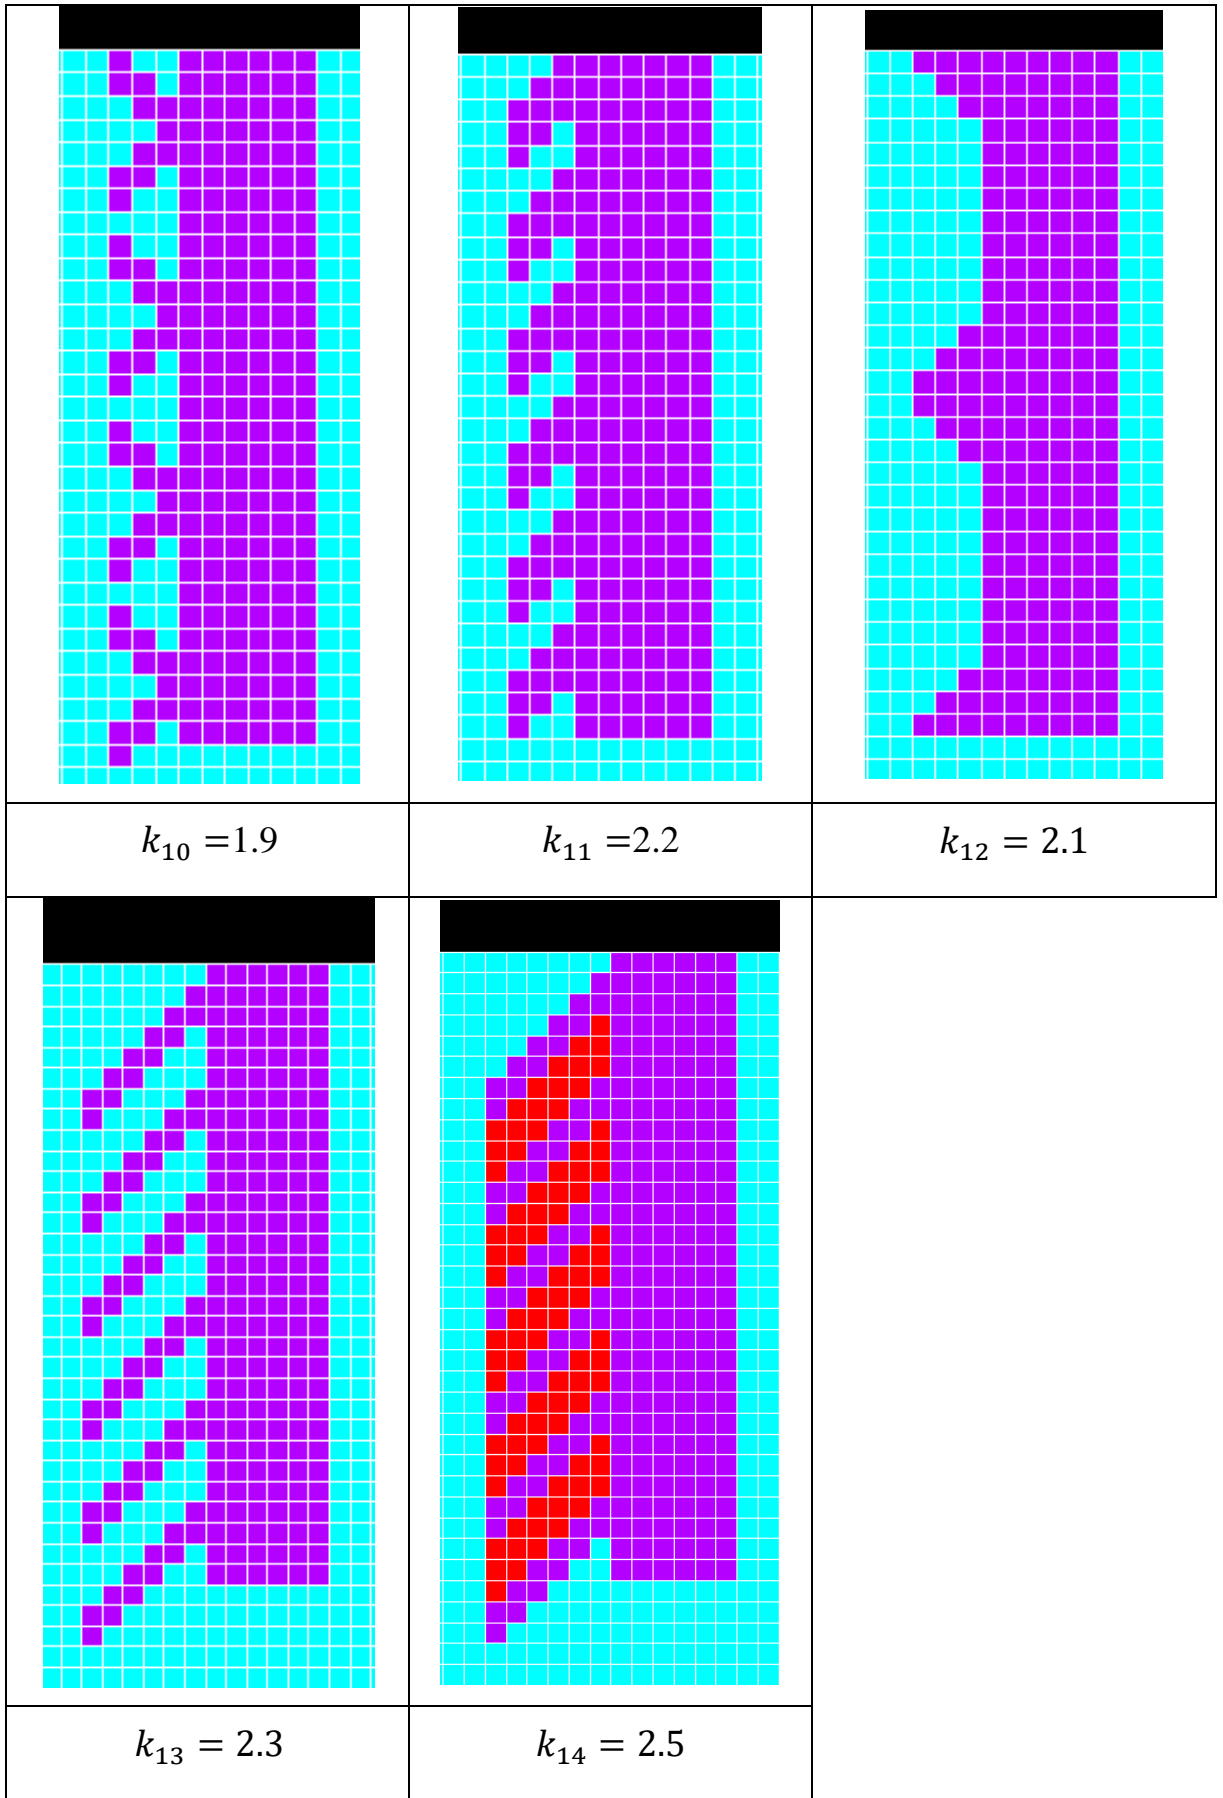 𝑘₁₀ =1.9
𝑘₁₁ =2.2
𝑘₁₂ = 2.1
𝑘₁₃ = 2.3
𝑘₁₄ = 2.5